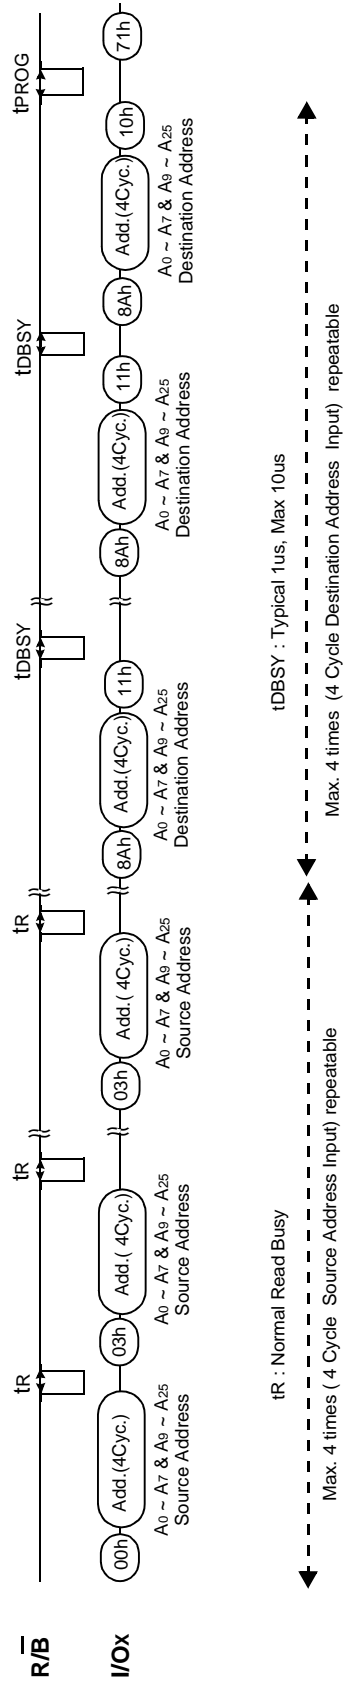 R/B
tR
tR
tR
tDBSY
tDBSY
tPROG
I/Ox
00h
Add.(4Cyc.)
03h
Add.( 4Cyc.)
03h
Add.( 4Cyc.)
8Ah
Add.(4Cyc.)
11h
8Ah
Add.(4Cyc.)
11h
8Ah
Add.(4Cyc.)
10h
71h
A0 ~ A7 & A9 ~ A25
Source Address
A0 ~ A7 & A9 ~ A25
Source Address
A0 ~ A7 & A9 ~ A25
Source Address
A0 ~ A7 & A9 ~ A25
Destination Address
A0 ~ A7 & A9 ~ A25
Destination Address
A0 ~ A7 & A9 ~ A25
Destination Address
tR : Normal Read Busy
tDBSY : Typical 1us, Max 10us
Max. 4 times ( 4 Cycle Source Address Input) repeatable
Max. 4 times (4 Cycle Destination Address Input) repeatable